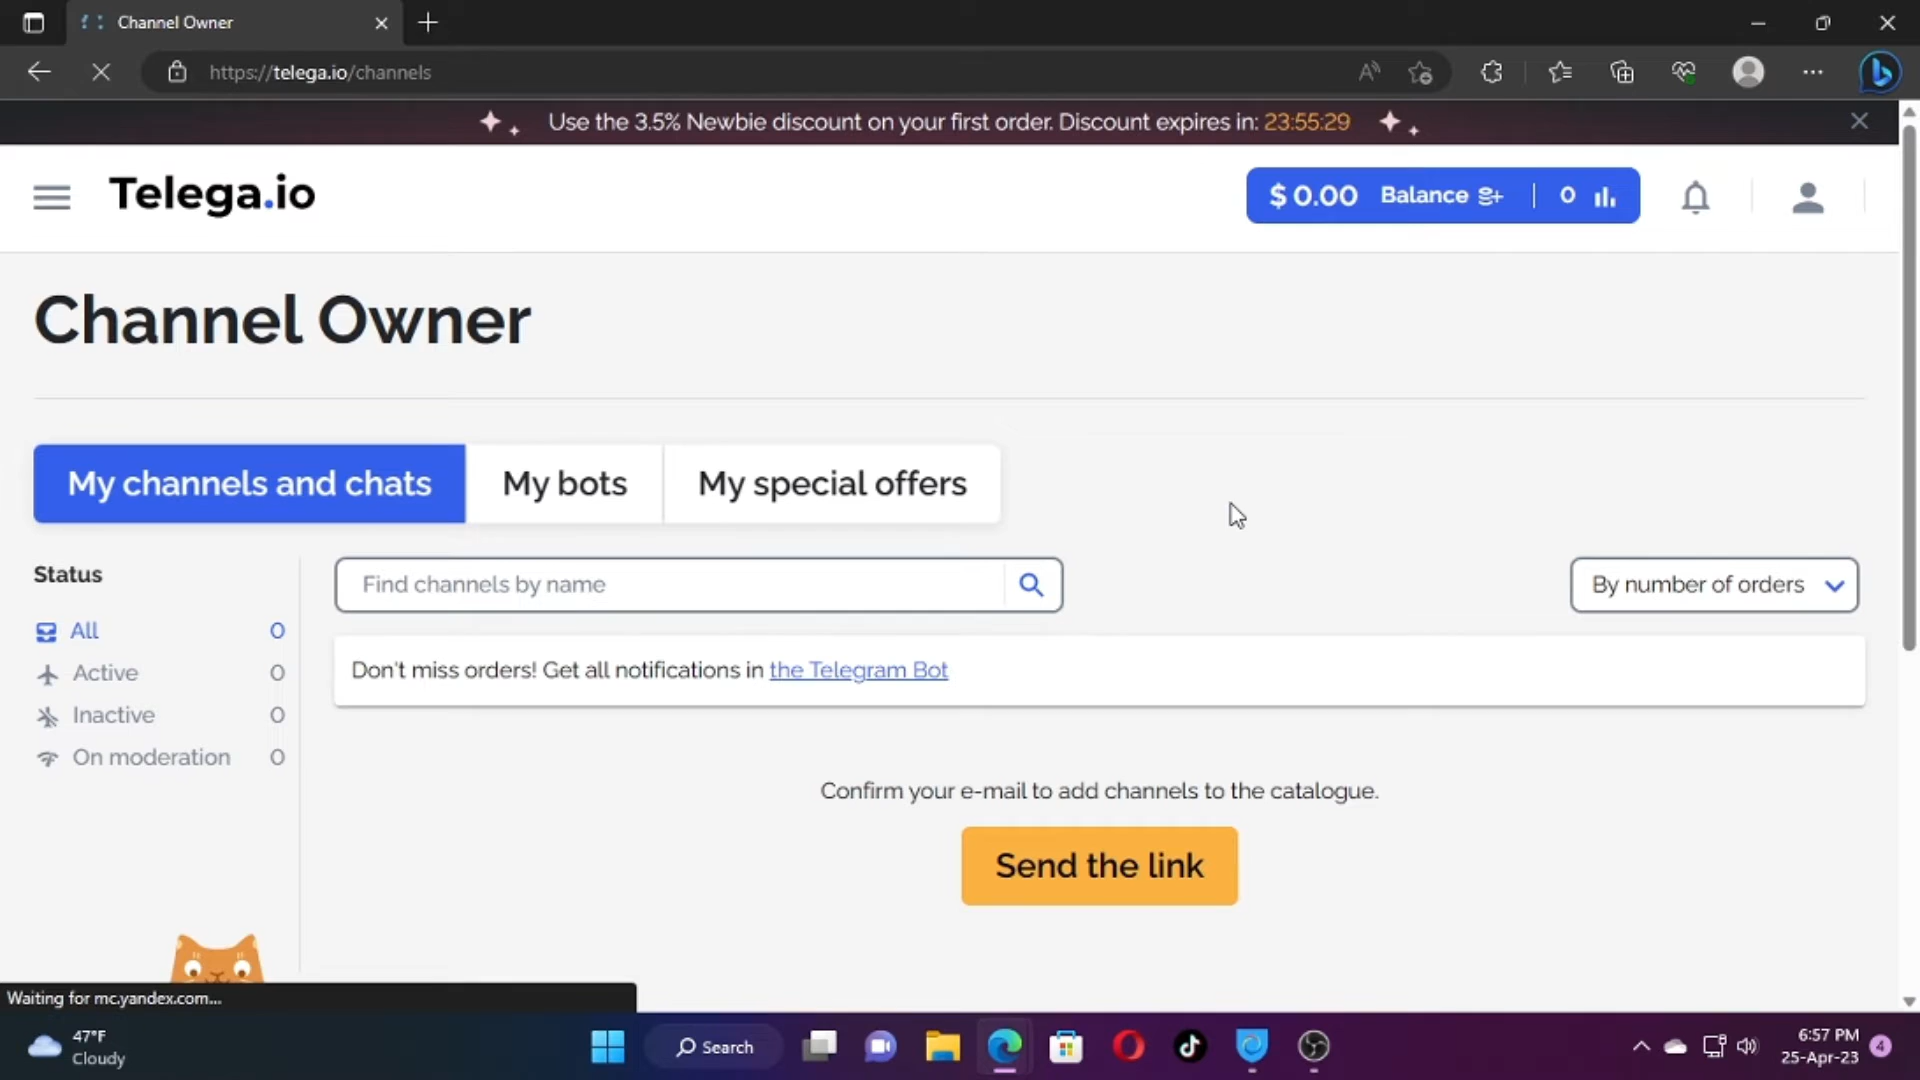 Channel Owner
https://telega.io/channels
Use the 3.5% Newbie discount on your first order. Discount expires in: 23:55:29
Telega.io
$ 0.00 Balance 0
Channel Owner
My channels and chats
My bots
My special offers
Status
All 0
Active 0
Inactive 0
On moderation 0
Find channels by name
By number of orders
Don't miss orders! Get all notifications in the Telegram Bot
Confirm your e-mail to add channels to the catalogue.
Send the link
Waiting for mc.yandex.com...
47°F
Cloudy
Search
6:57 PM
25-Apr-23
4